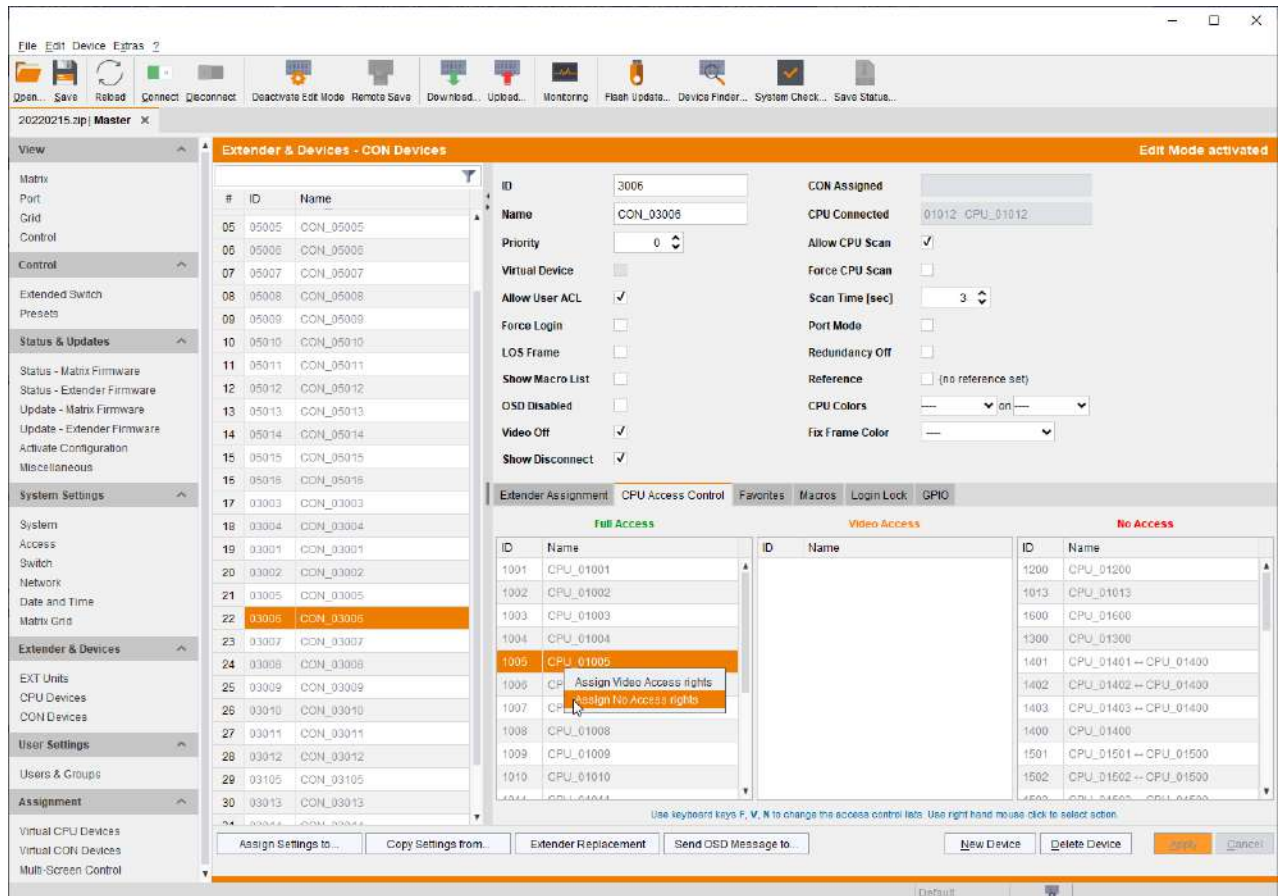 File Edit Device Extras ?
Open... Save Reload Connect Disconnect Deactivate Edit Mode Remote Save Download... Upload... Monitoring Flash Update... Device Finder... System Check... Save Status...
20220215.zip | Master X
View
Matrix
Port
Grid
Control
Control
Extended Switch
Presets
Status & Updates
Status - Matrix Firmware
Status - Extender Firmware
Update - Matrix Firmware
Update - Extender Firmware
Activate Configuration
Miscellaneous
System Settings
System
Access
Switch
Network
Date and Time
Matrix Grid
Extender & Devices
EXT Units
CPU Devices
CON Devices
User Settings
Users & Groups
Assignment
Virtual CPU Devices
Virtual CON Devices
Multi-Screen Control
Extender & Devices - CON Devices Edit Mode activated
# ID Name
05 05005 CON_05005
06 05006 CON_05006
07 05007 CON_05007
08 05008 CON_05008
09 05009 CON_05009
10 05010 CON_05010
11 05011 CON_05011
12 05012 CON_05012
13 05013 CON_05013
14 05014 CON_05014
15 05015 CON_05015
16 05016 CON_05016
17 03003 CON_03003
18 03004 CON_03004
19 03001 CON_03001
20 03002 CON_03002
21 03005 CON_03005
22 03006 CON_03006
23 03007 CON_03007
24 03008 CON_03008
25 03009 CON_03009
26 03010 CON_03010
27 03011 CON_03011
28 03012 CON_03012
29 03105 CON_03105
30 03013 CON_03013
ID 3006 CON Assigned
Name CON_03006 CPU Connected 01012 CPU_01012
Priority 0 Allow CPU Scan
Virtual Device Force CPU Scan
Allow User ACL Scan Time [sec] 3
Force Login Port Mode
LOS Frame Redundancy Off
Show Macro List Reference (no reference set)
OSD Disabled CPU Colors ---- on ----
Video Off Fix Frame Color ----
Show Disconnect
Extender Assignment CPU Access Control Favorites Macros Login Lock GPIO
Full Access Video Access No Access
ID Name ID Name ID Name
1001 CPU_01001 1200 CPU_01200
1002 CPU_01002 1013 CPU_01013
1003 CPU_01003 1600 CPU_01600
1004 CPU_01004 1300 CPU_01300
1005 CPU_01005 1401 CPU_01401 -- CPU_01400
1006 CP Assign Video Access rights 1402 CPU_01402 -- CPU_01400
1007 CP Assign No Access rights 1403 CPU_01403 -- CPU_01400
1008 CPU_01008 1400 CPU_01400
1009 CPU_01009 1501 CPU_01501 -- CPU_01500
1010 CPU_01010 1502 CPU_01502 -- CPU_01500
Use keyboard keys F, V, N to change the access control lists. Use right hand mouse click to select action.
Assign Settings to... Copy Settings from... Extender Replacement Send OSD Message to... New Device Delete Device Apply Cancel
Default